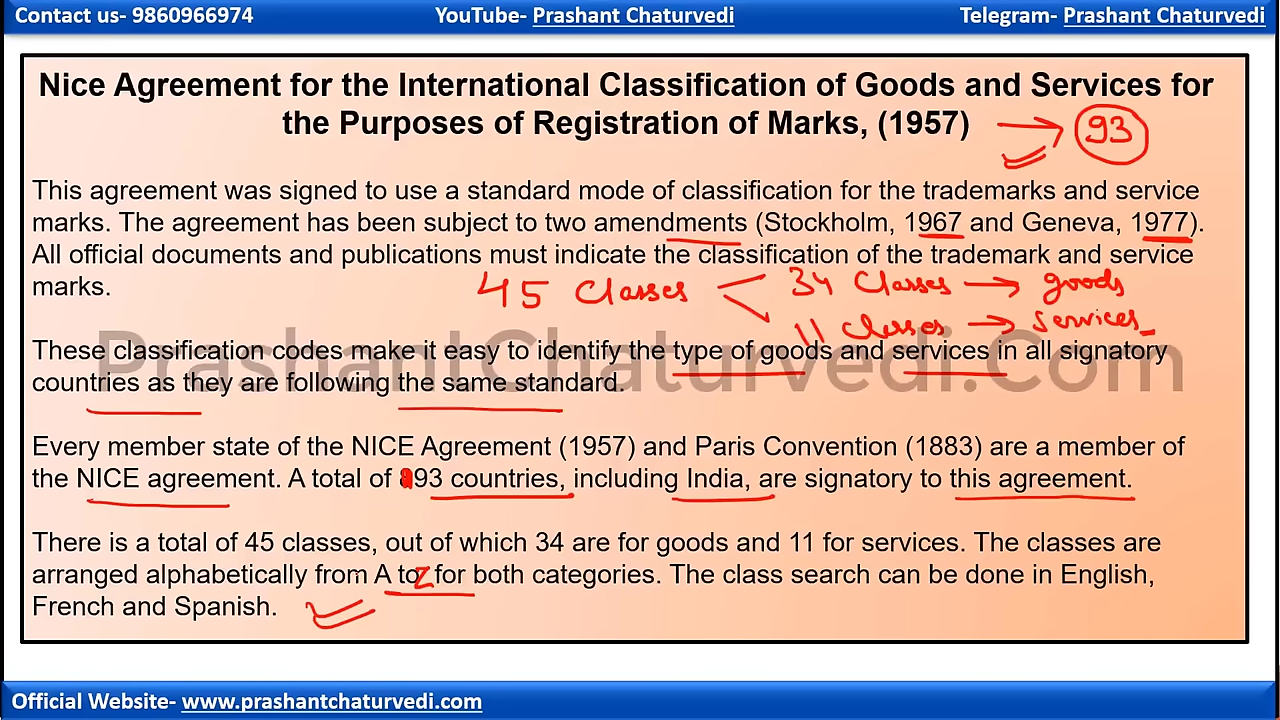 Contact us- 9860966974 YouTube- Prashant Chaturvedi Telegram- Prashant Chaturvedi
Nice Agreement for the International Classification of Goods and Services for
the Purposes of Registration of Marks, (1957) → 93
This agreement was signed to use a standard mode of classification for the trademarks and service
marks. The agreement has been subject to two amendments (Stockholm, 1967 and Geneva, 1977).
All official documents and publications must indicate the classification of the trademark and service
marks.
45 Classes
34 Classes → goods
11 Classes → services
PrashantChaturvedi.Com
These classification codes make it easy to identify the type of goods and services in all signatory
countries as they are following the same standard.
Every member state of the NICE Agreement (1957) and Paris Convention (1883) are a member of
the NICE agreement. A total of 93 countries, including India, are signatory to this agreement.
There is a total of 45 classes, out of which 34 are for goods and 11 for services. The classes are
arranged alphabetically from A to Z for both categories. The class search can be done in English,
French and Spanish.
Official Website- www.prashantchaturvedi.com